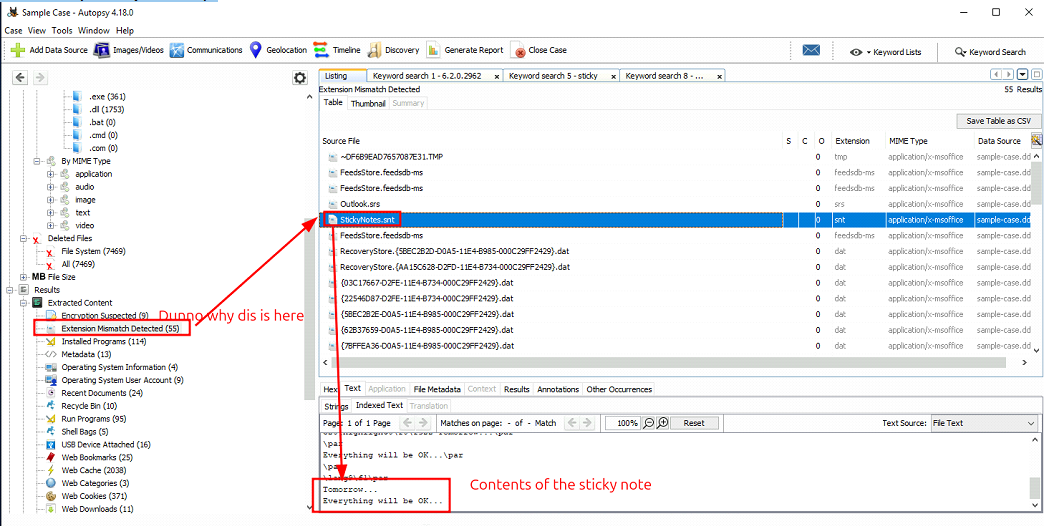 Sample Case - Autopsy 4.18.0
Case View Tools Window Help
Add Data Source Images/Videos Communications Geolocation Timeline Discovery Generate Report Close Case Keyword Lists Keyword Search
.exe (361)
.dll (1753)
.bat (0)
.cmd (0)
.com (0)
By MIME Type
application
audio
image
text
video
Deleted Files
File System (7469)
All (7469)
MB File Size
Results
Extracted Content
Encryption Suspected (9)
Dunno why dis is here
Extension Mismatch Detected (55)
Installed Programs (114)
Metadata (13)
Operating System Information (4)
Operating System User Account (9)
Recent Documents (24)
Recycle Bin (10)
Run Programs (95)
Shell Bags (5)
USB Device Attached (16)
Web Bookmarks (25)
Web Cache (2038)
Web Categories (3)
Web Cookies (371)
Web Downloads (11)
Listing Keyword search 1 - 6.2.0.2962 x Keyword search 5 - sticky x Keyword search 8 - ... x
Extension Mismatch Detected 55 Results
Table Thumbnail Summary
Save Table as CSV
Source File S C O Extension MIME Type Data Source
~DF6B9EAD7657087E31.TMP 0 tmp application/x-msoffice sample-case.dd
FeedsStore.feedsdb-ms 0 feedsdb-ms application/x-msoffice sample-case.dd
FeedsStore.feedsdb-ms 0 feedsdb-ms application/x-msoffice sample-case.dd
Outlook.srs 0 srs application/x-msoffice sample-case.dd
StickyNotes.snt 0 snt application/x-msoffice sample-case.dd
FeedsStore.feedsdb-ms 0 feedsdb-ms application/x-msoffice sample-case.dd
RecoveryStore.{5BEC2B2D-D0A5-11E4-B985-000C29FF2429}.dat 0 dat application/x-msoffice sample-case.dd
RecoveryStore.{AA15C628-D2FD-11E4-B734-000C29FF2429}.dat 0 dat application/x-msoffice sample-case.dd
{03C17667-D2FE-11E4-B734-000C29FF2429}.dat 0 dat application/x-msoffice sample-case.dd
{22546D87-D2FE-11E4-B734-000C29FF2429}.dat 0 dat application/x-msoffice sample-case.dd
{5BEC2B2E-D0A5-11E4-B985-000C29FF2429}.dat 0 dat application/x-msoffice sample-case.dd
{62B37659-D0A5-11E4-B985-000C29FF2429}.dat 0 dat application/x-msoffice sample-case.dd
{7BFFEA36-D0A5-11E4-B985-000C29FF2429}.dat 0 dat application/x-msoffice sample-case.dd
Hex Text Application File Metadata Context Results Annotations Other Occurrences
Strings Indexed Text Translation
Page: 1 of 1 Page Matches on page: - of - Match 100% Reset Text Source: File Text
\par
Everything will be OK...\par
Tomorrow...
Everything will be OK...
Contents of the sticky note